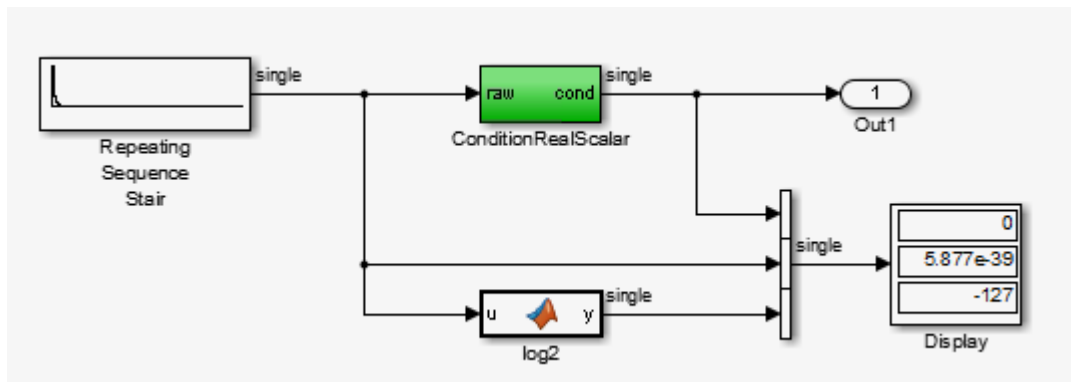 single
single
raw cond
1
ConditionRealScalar
Out1
Repeating
Sequence
Stair
0
single
5.877e-39
single
-127
u y
log2
Display